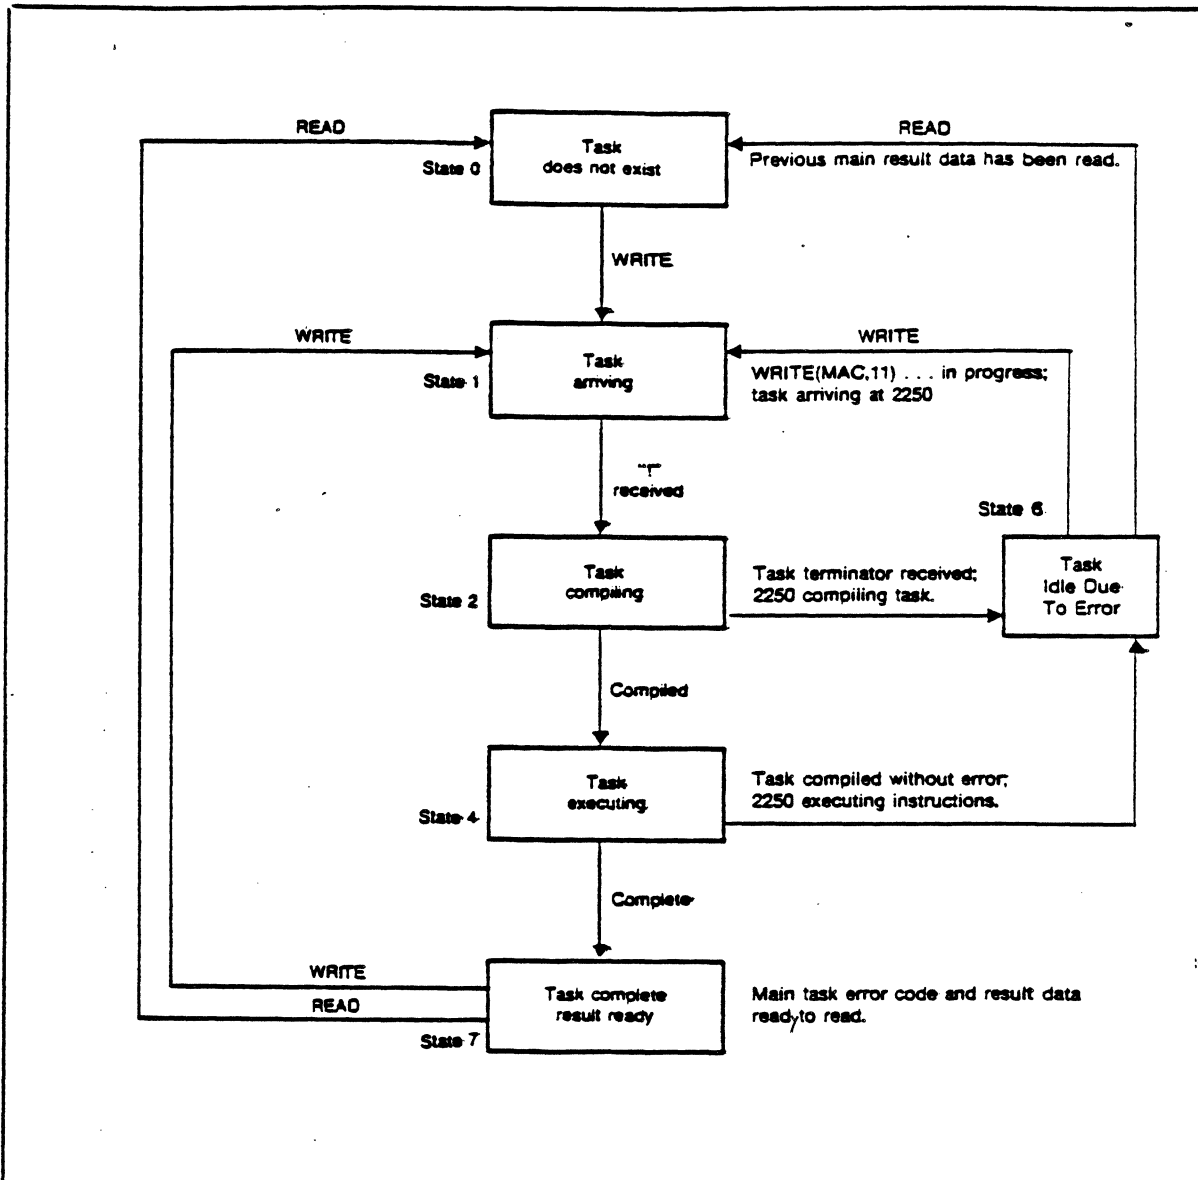 READ
Task
does not exist
State 0
READ
Previous main result data has been read.
WRITE
WRITE
Task
arriving
State 1
WRITE
WRITE(MAC,11) . . . in progress;
task arriving at 2250
received
State 6
Task
compiling
State 2
Task terminator received;
2250 compiling task.
Task
Idle Due
To Error
Compiled
Task
executing
State 4
Task compiled without error;
2250 executing instructions.
Complete
WRITE
READ
Task complete
result ready
State 7
Main task error code and result data
ready to read.